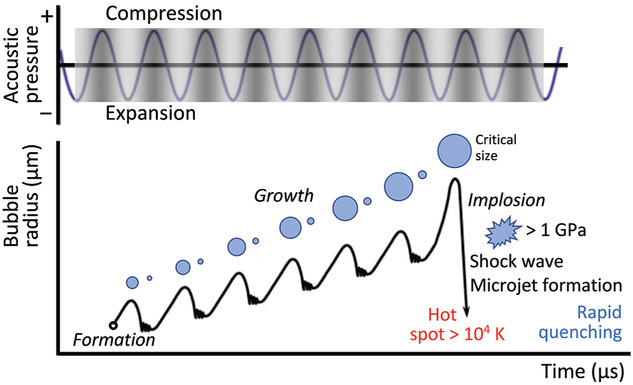 +
Compression
Acoustic
pressure
−
Expansion
Bubble
radius (μm)
Critical
size
Growth
Implosion
> 1 GPa
Shock wave
Microjet formation
Formation
Hot
spot > 10⁴ K
Rapid
quenching
Time (μs)